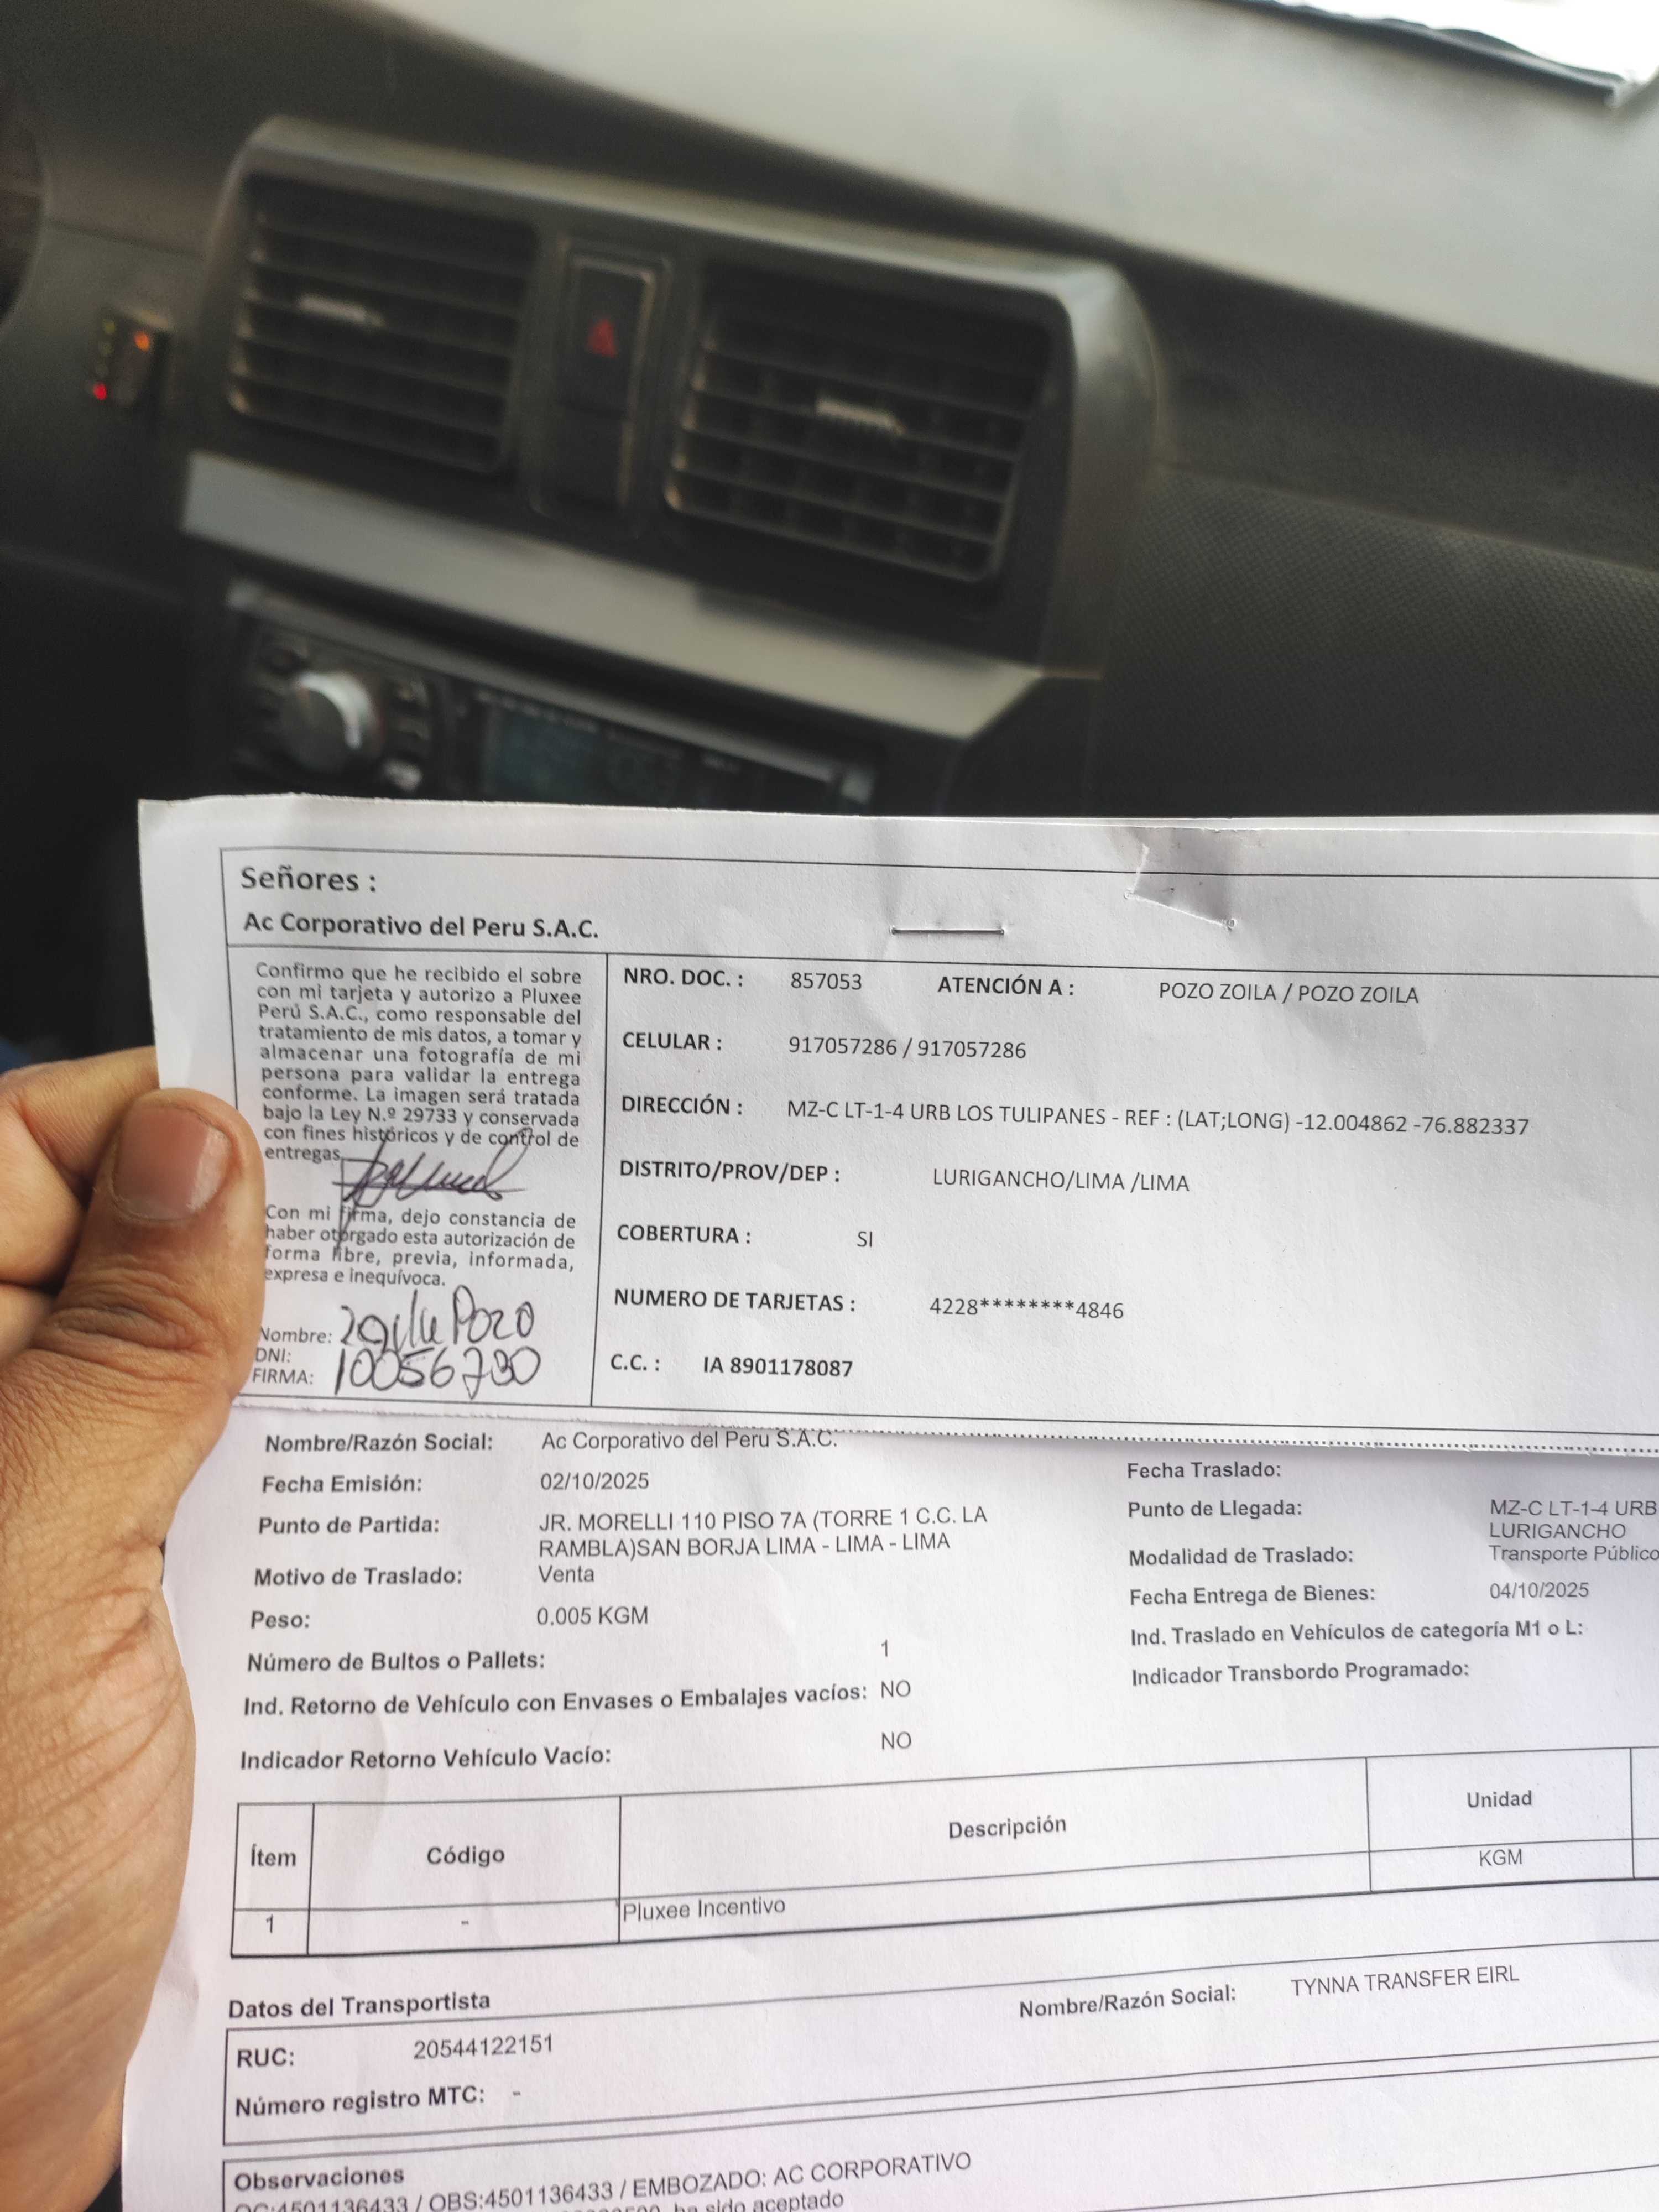 Señores :
Ac Corporativo del Peru S.A.C.
Confirmo que he recibido el sobre
con mi tarjeta y autorizo a Pluxee
Perú S.A.C., como responsable del
tratamiento de mis datos, a tomar y
almacenar una fotografía de mi
persona para validar la entrega
conforme. La imagen será tratada
bajo la Ley N.º 29733 y conservada
con fines históricos y de control de
entregas.
Con mi firma, dejo constancia de
haber otorgado esta autorización de
forma libre, previa, informada,
expresa e inequívoca.
Nombre: Pozo
DNI: 10056730
FIRMA:
NRO. DOC. : 857053 ATENCIÓN A : POZO ZOILA / POZO ZOILA
CELULAR : 917057286 / 917057286
DIRECCIÓN : MZ-C LT-1-4 URB LOS TULIPANES - REF : (LAT;LONG) -12.004862 -76.882337
DISTRITO/PROV/DEP : LURIGANCHO/LIMA /LIMA
COBERTURA : SI
NUMERO DE TARJETAS : 4228********4846
C.C. : IA 8901178087
Nombre/Razón Social: Ac Corporativo del Peru S.A.C.
Fecha Emisión: 02/10/2025
Punto de Partida: JR. MORELLI 110 PISO 7A (TORRE 1 C.C. LA
RAMBLA)SAN BORJA LIMA - LIMA - LIMA
Motivo de Traslado: Venta
Peso: 0.005 KGM
Número de Bultos o Pallets: 1
Ind. Retorno de Vehículo con Envases o Embalajes vacíos: NO
Indicador Retorno Vehículo Vacío: NO
Fecha Traslado:
Punto de Llegada: MZ-C LT-1-4 URB
LURIGANCHO
Modalidad de Traslado: Transporte Público
Fecha Entrega de Bienes: 04/10/2025
Ind. Traslado en Vehículos de categoría M1 o L:
Indicador Transbordo Programado:
Ítem Código Descripción Unidad
KGM
1 - Pluxee Incentivo
Datos del Transportista
Nombre/Razón Social: TYNNA TRANSFER EIRL
RUC: 20544122151
Número registro MTC: -
Observaciones
OC:4501136433 / OBS:4501136433 / EMBOZADO: AC CORPORATIVO
ha sido aceptado